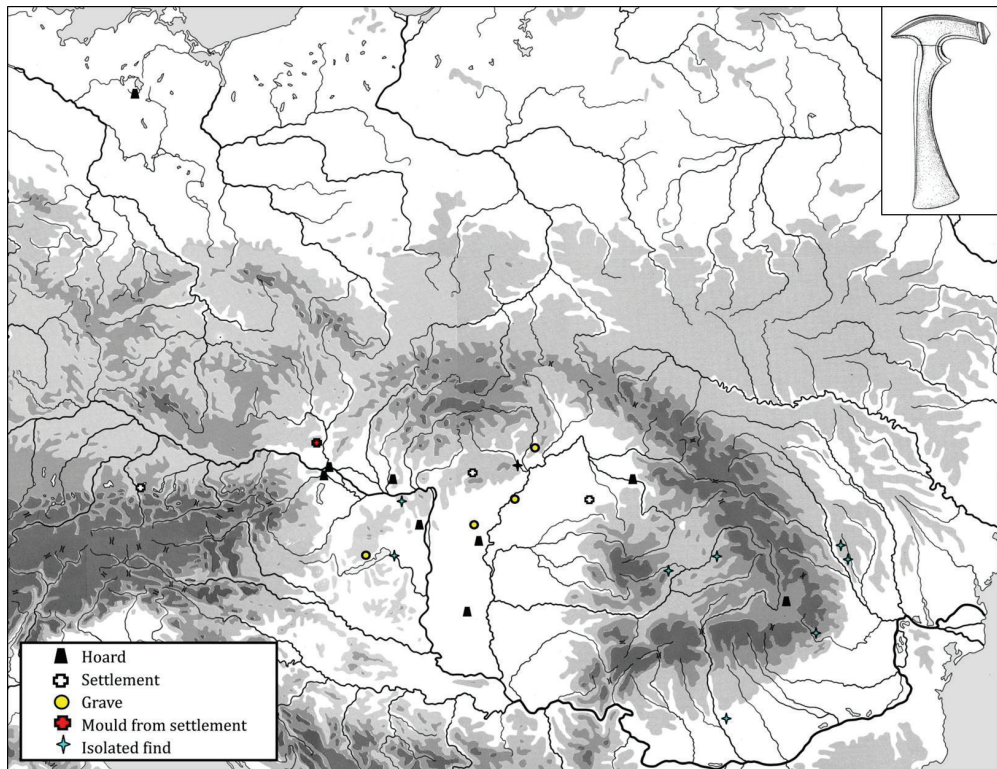 Hoard
Settlement
Grave
Mould from settlement
Isolated find